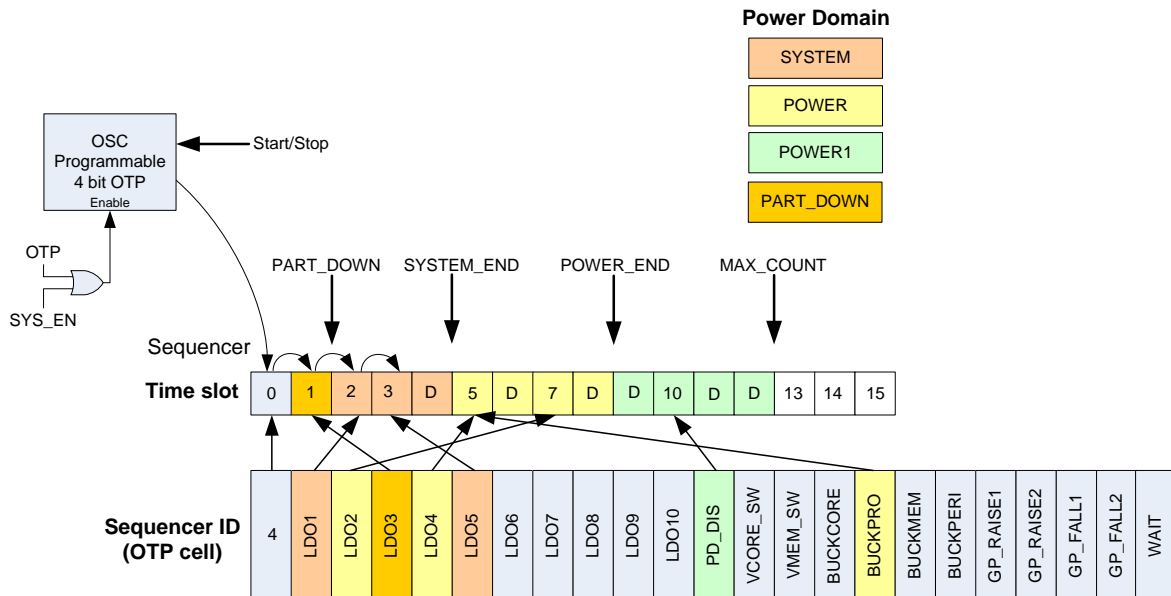 Power Domain
SYSTEM
POWER
POWER1
PART_DOWN
OSC
Programmable
4 bit OTP
Enable
Start/Stop
OTP
SYS_EN
PART_DOWN
SYSTEM_END
POWER_END
MAX_COUNT
Sequencer
Time slot
0 1 2 3 D 5 D 7 D D 10 D D 13 14 15
Sequencer ID
(OTP cell)
4
LDO1
LDO2
LDO3
LDO4
LDO5
LDO6
LDO7
LDO8
LDO9
LDO10
PD_DIS
VCORE_SW
VMEM_SW
BUCKCORE
BUCKPRO
BUCKMEM
BUCKPERI
GP_RAISE1
GP_RAISE2
GP_FALL1
GP_FALL2
WAIT